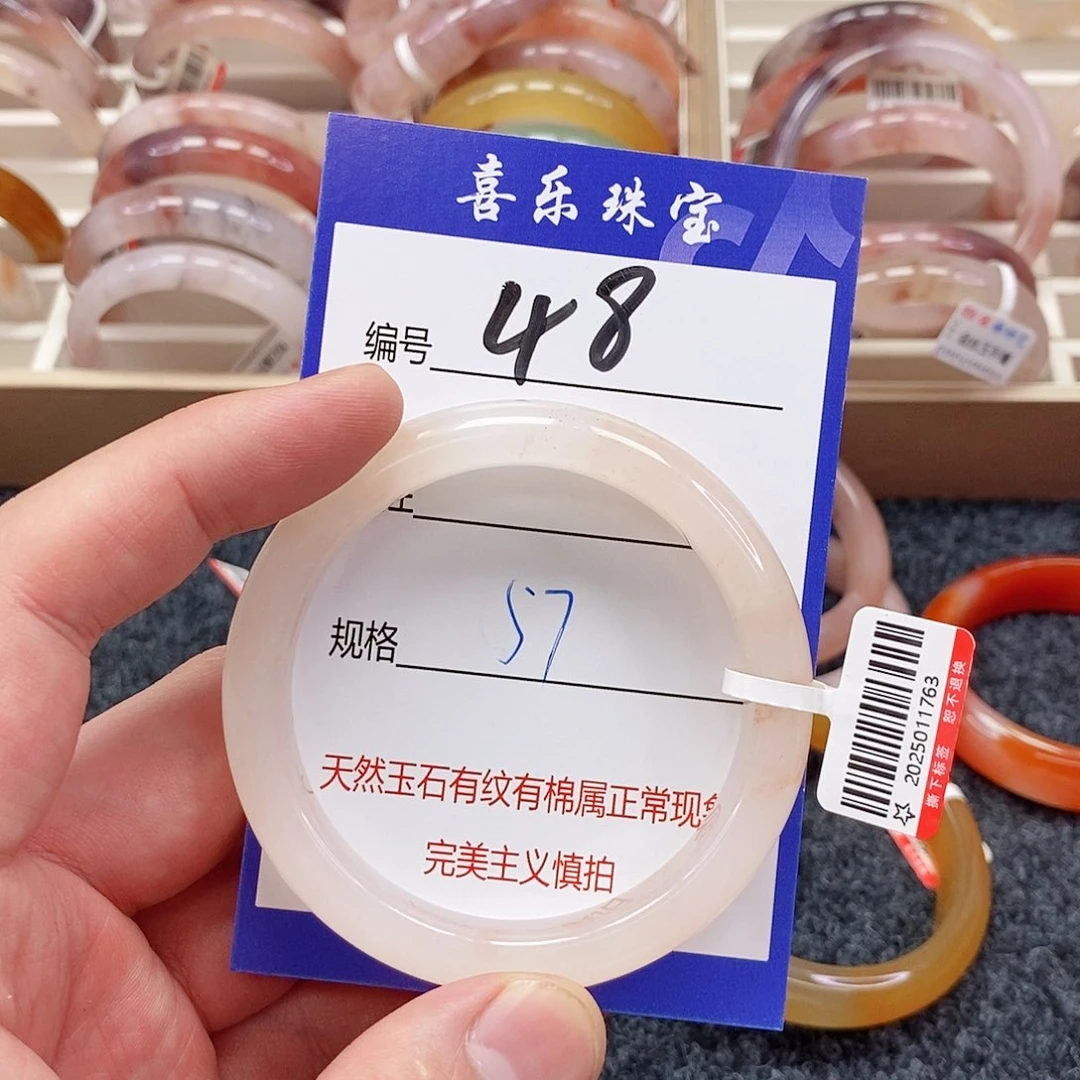 喜乐珠宝
编号 48
规格 57
天然玉石有纹有棉属正常现象
完美主义慎拍
2025011763
撕下标签 恕不退换